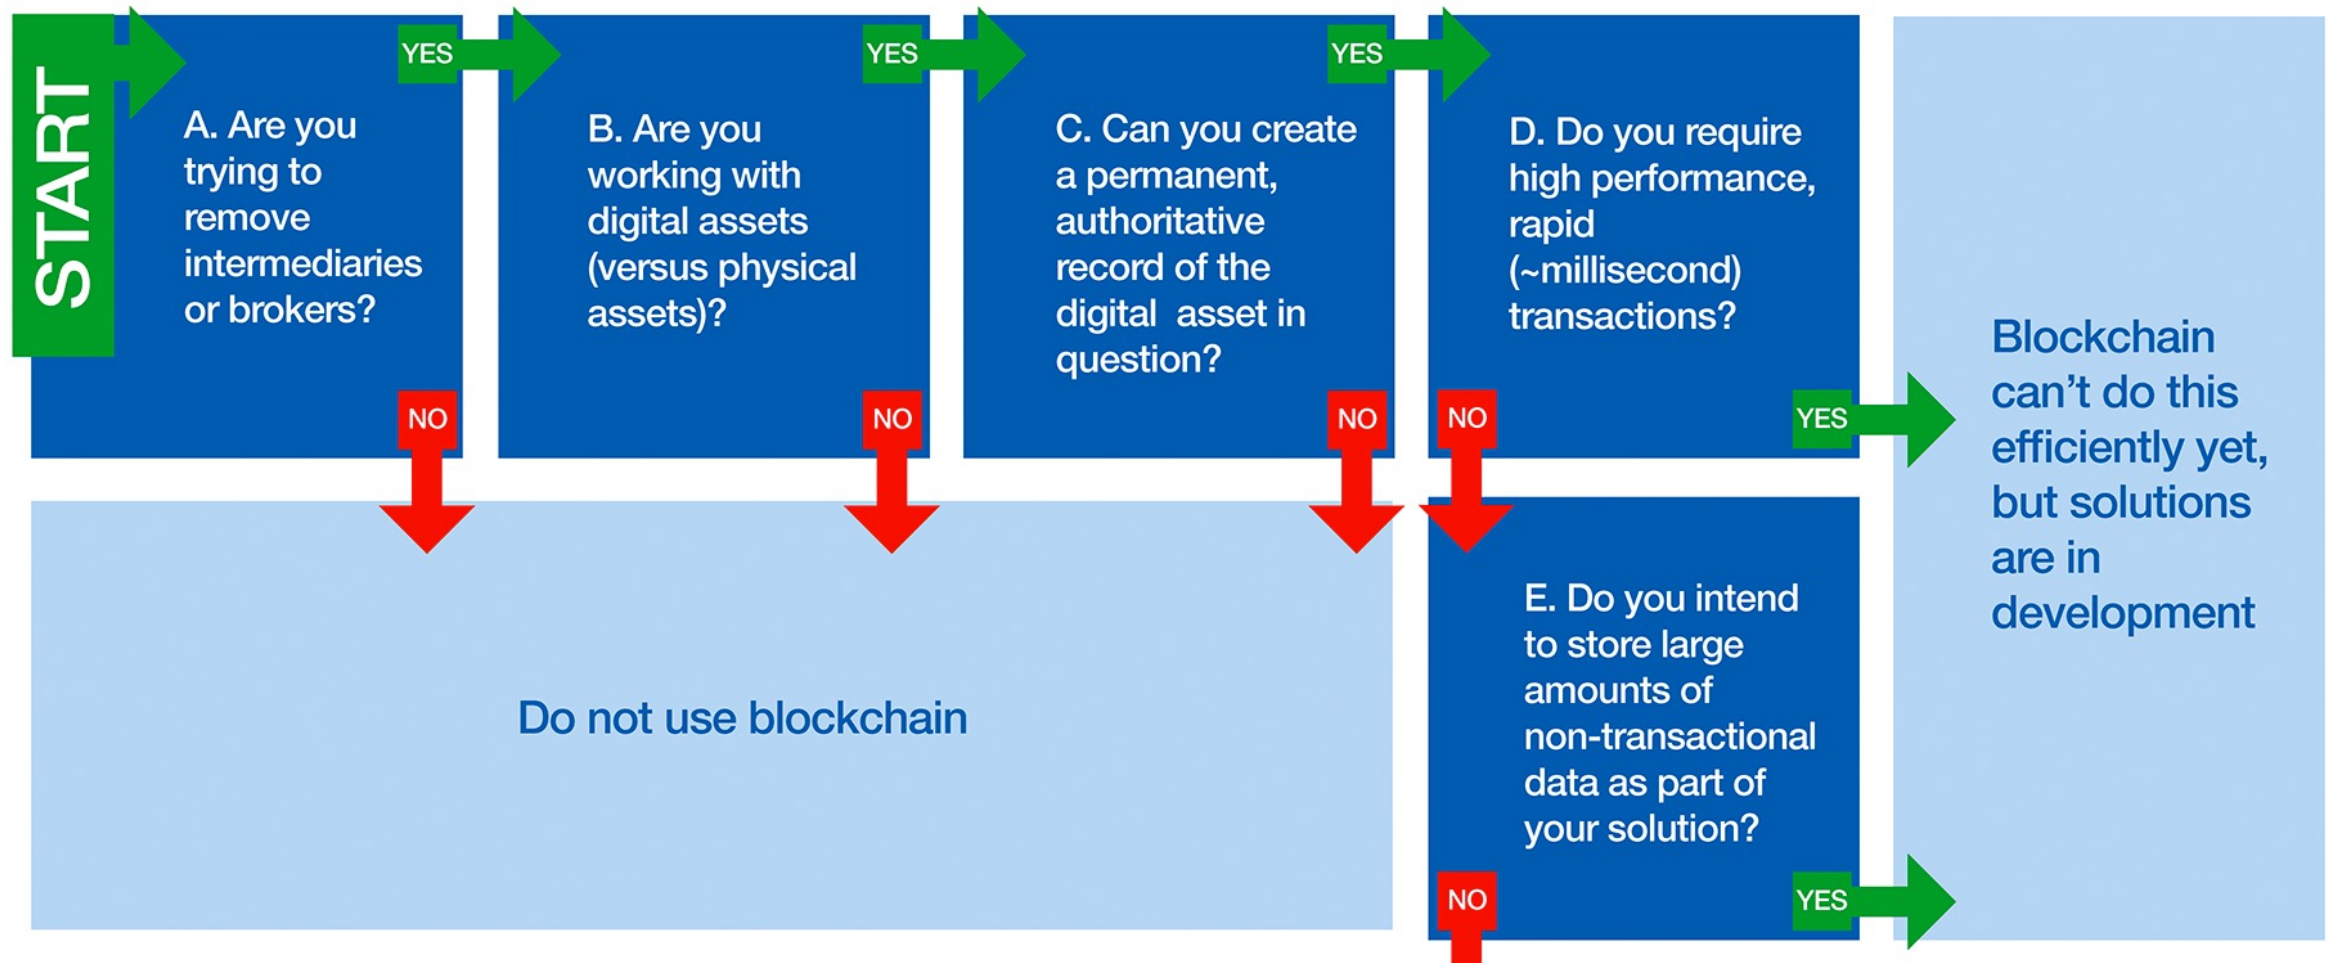 START
A. Are you
trying to
remove
intermediaries
or brokers?
YES
NO
B. Are you
working with
digital assets
(versus physical
assets)?
YES
NO
C. Can you create
a permanent,
authoritative
record of the
digital asset in
question?
YES
NO
D. Do you require
high performance,
rapid
(~millisecond)
transactions?
NO
YES
Blockchain
can’t do this
efficiently yet,
but solutions
are in
development
Do not use blockchain
E. Do you intend
to store large
amounts of
non-transactional
data as part of
your solution?
NO
YES